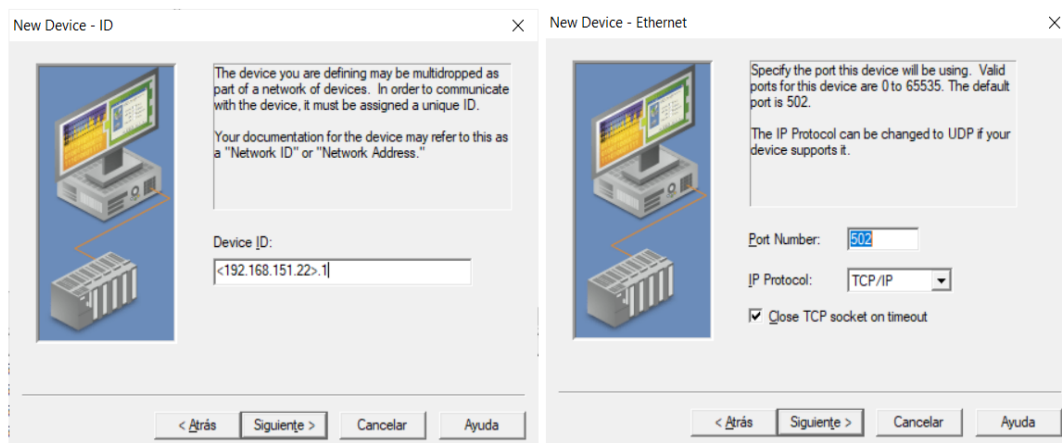 New Device - ID
The device you are defining may be multidropped as
part of a network of devices. In order to communicate
with the device, it must be assigned a unique ID.
Your documentation for the device may refer to this as
a "Network ID" or "Network Address."
Device ID:
<192.168.151.22>.1
< Atrás
Siguiente >
Cancelar
Ayuda
New Device - Ethernet
Specify the port this device will be using. Valid
ports for this device are 0 to 65535. The default
port is 502.
The IP Protocol can be changed to UDP if your
device supports it.
Port Number:
502
IP Protocol:
TCP/IP
Close TCP socket on timeout
< Atrás
Siguiente >
Cancelar
Ayuda